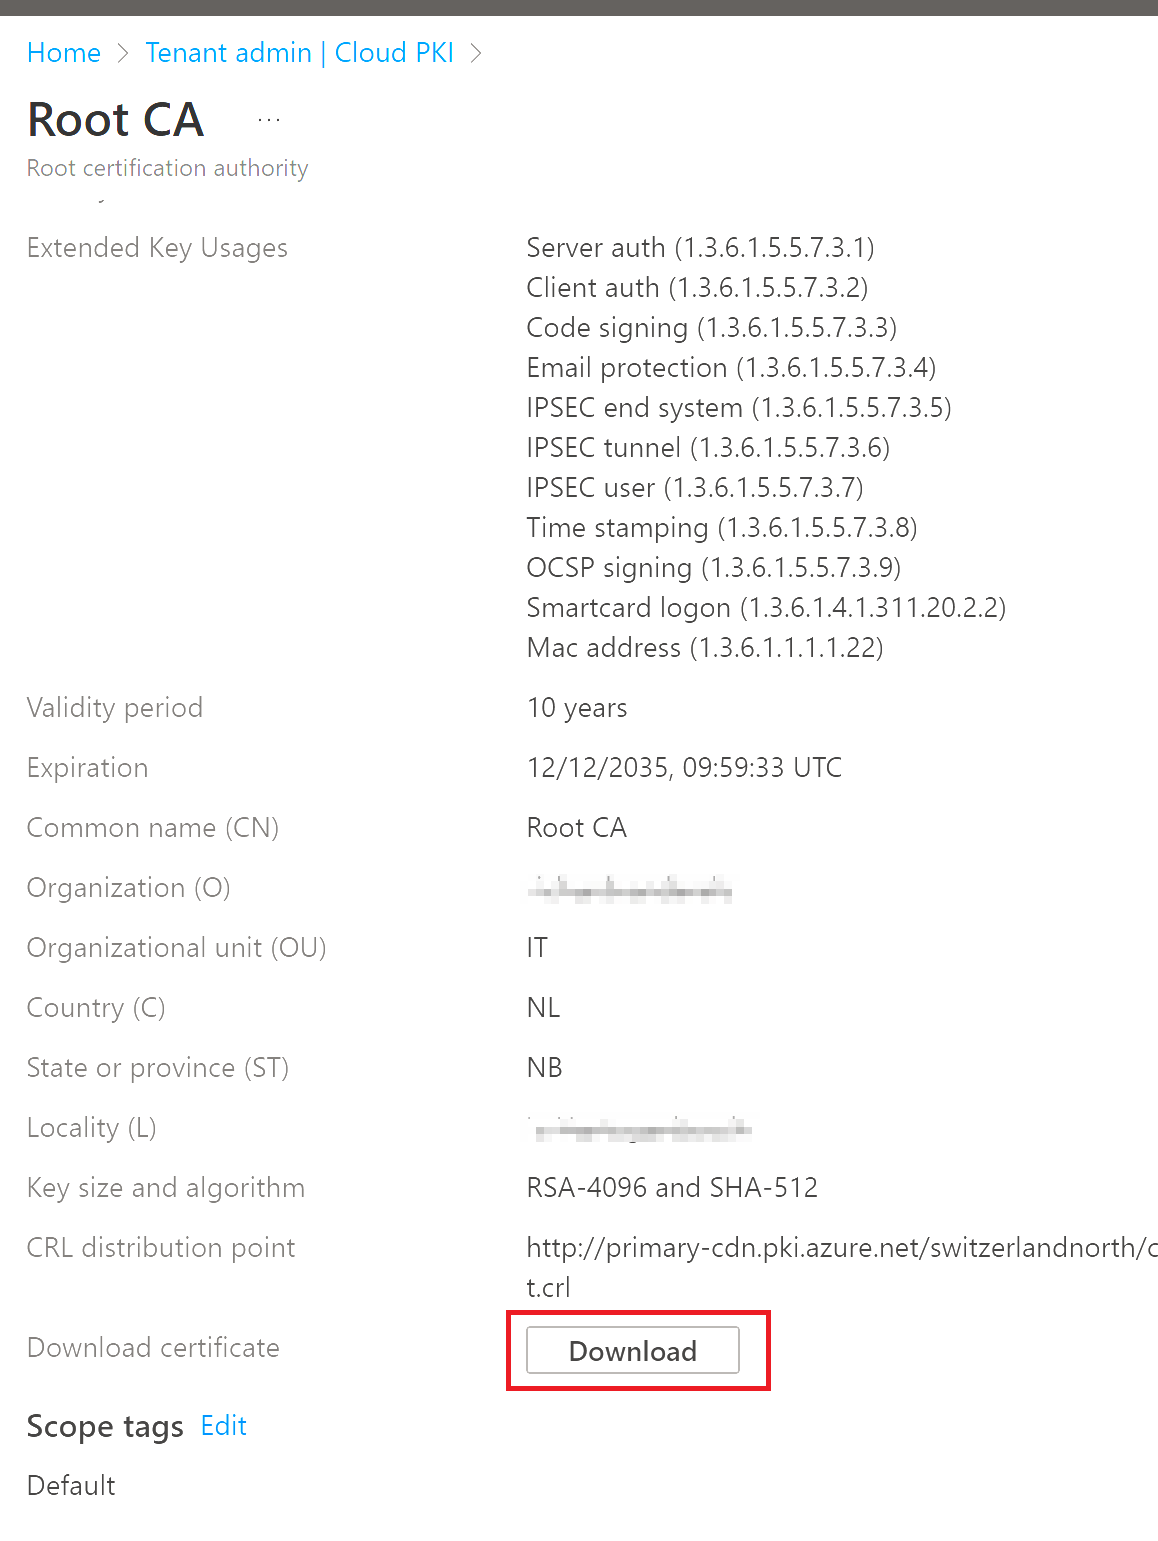 Home > Tenant admin | Cloud PKI >
Root CA ...
Root certification authority
Extended Key Usages Server auth (1.3.6.1.5.5.7.3.1)
Client auth (1.3.6.1.5.5.7.3.2)
Code signing (1.3.6.1.5.5.7.3.3)
Email protection (1.3.6.1.5.5.7.3.4)
IPSEC end system (1.3.6.1.5.5.7.3.5)
IPSEC tunnel (1.3.6.1.5.5.7.3.6)
IPSEC user (1.3.6.1.5.5.7.3.7)
Time stamping (1.3.6.1.5.5.7.3.8)
OCSP signing (1.3.6.1.5.5.7.3.9)
Smartcard logon (1.3.6.1.4.1.311.20.2.2)
Mac address (1.3.6.1.1.1.1.22)
Validity period 10 years
Expiration 12/12/2035, 09:59:33 UTC
Common name (CN) Root CA
Organization (O)
Organizational unit (OU) IT
Country (C) NL
State or province (ST) NB
Locality (L)
Key size and algorithm RSA-4096 and SHA-512
CRL distribution point http://primary-cdn.pki.azure.net/switzerlandnorth/c
t.crl
Download certificate Download
Scope tags Edit
Default